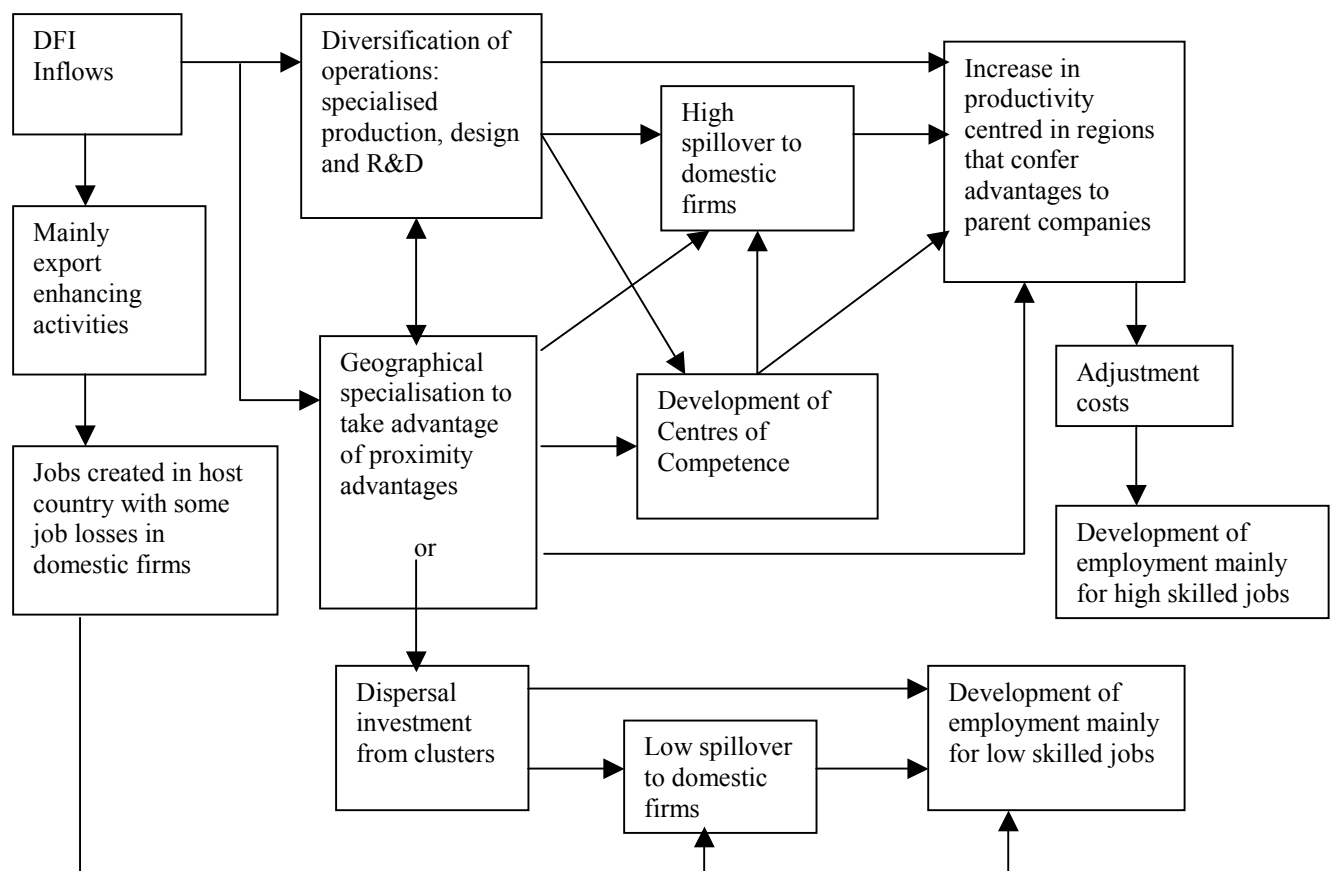 DFI
Inflows
Mainly
export
enhancing
activities
Jobs created in host
country with some
job losses in
domestic firms
Diversification of
operations:
specialised
production, design
and R&D
Geographical
specialisation to
take advantage
of proximity
advantages
or
Dispersal
investment
from clusters
High
spillover to
domestic
firms
Development of
Centres of
Competence
Low spillover
to domestic
firms
Increase in
productivity
centred in regions
that confer
advantages to
parent companies
Adjustment
costs
Development of
employment mainly
for high skilled jobs
Development of
employment mainly
for low skilled jobs